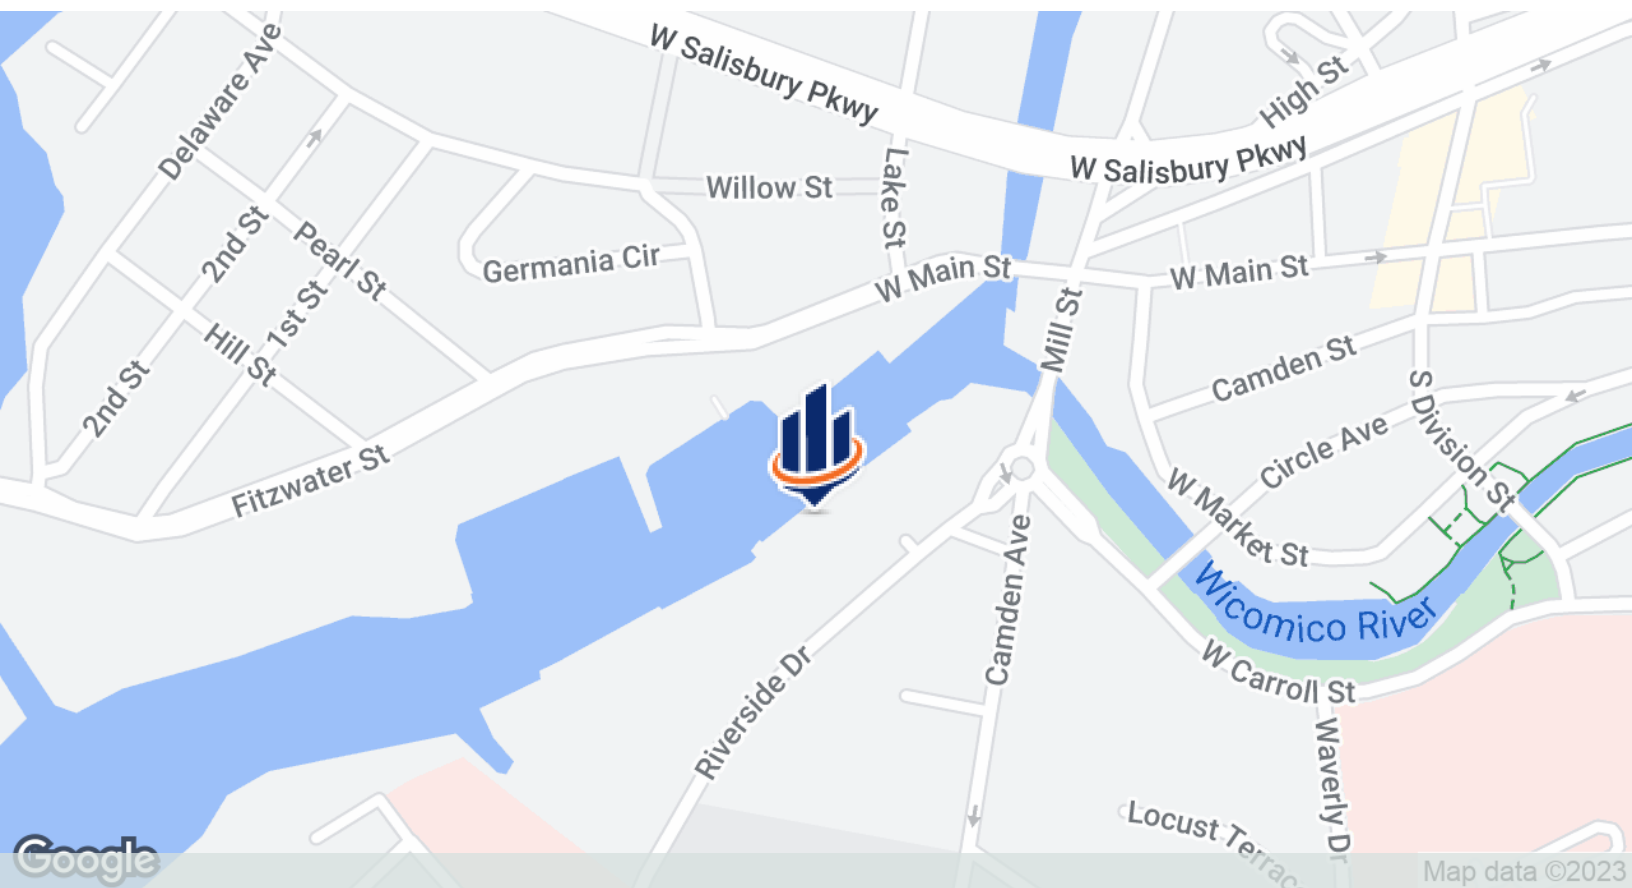 Delaware Ave
W Salisbury Pkwy
High St
W Salisbury Pkwy
Willow St
Lake St
2nd St
Pearl St
Germania Cir
W Main St
W Main St
1st St
Hill St
Mill St
2nd St
Camden St
S Division St
Circle Ave
Fitzwater St
W Market St
Camden Ave
Wicomico River
Riverside Dr
W Carroll St
Waverly Dr
Locust Terrac
Google
Map data ©2023